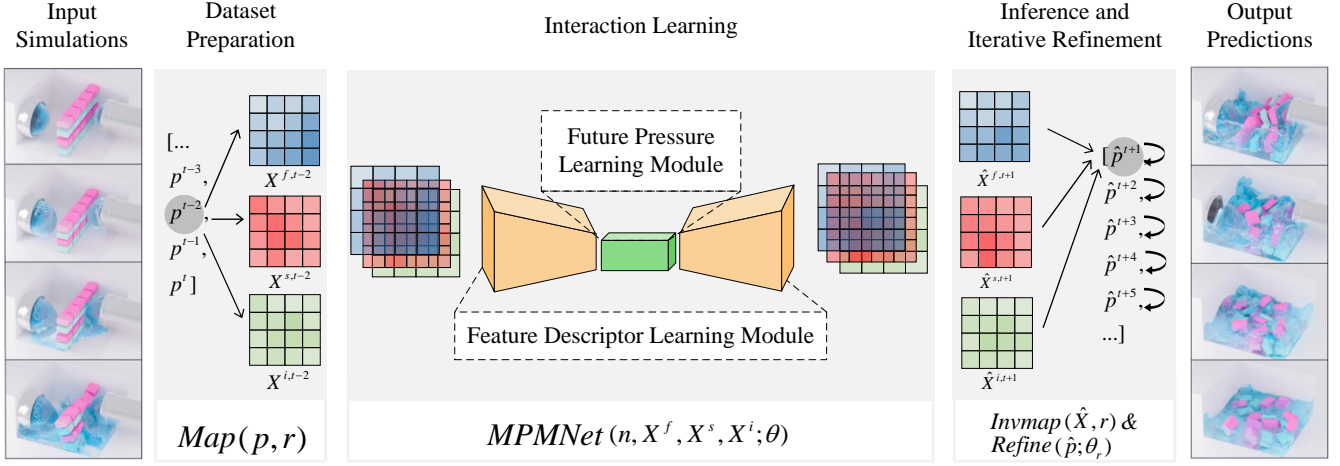 Input
Simulations
Dataset
Preparation
Interaction Learning
Inference and
Iterative Refinement
Output
Predictions
[...
p^{t-3},
p^{t-2},
p^{t-1},
p^{t}]
X^{f,t-2}
X^{s,t-2}
X^{i,t-2}
Map(p,r)
Future Pressure
Learning Module
Feature Descriptor Learning Module
MPMNet(n,X^{f},X^{s},X^{i};θ)
X̂^{f,t+1}
X̂^{s,t+1}
X̂^{i,t+1}
[p̂^{t+1},
p̂^{t+2},
p̂^{t+3},
p̂^{t+4},
p̂^{t+5},
...]
Invmap(X̂,r) &
Refine(p̂;θ_r)